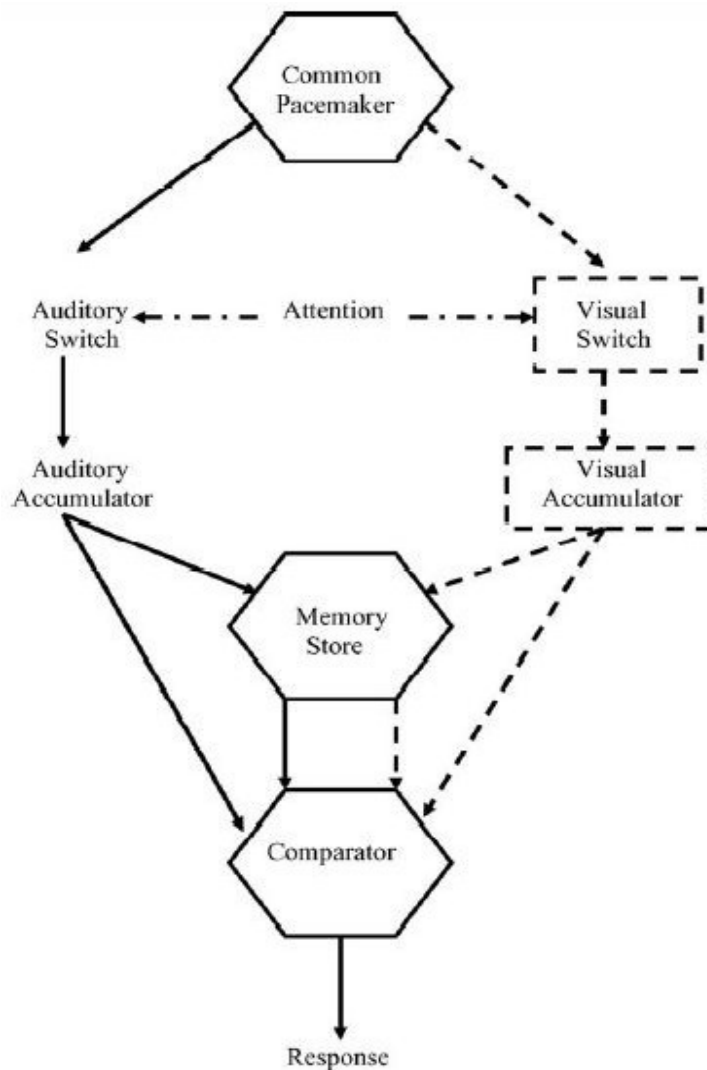 Common
Pacemaker
Auditory
Switch
Attention
Visual
Switch
Auditory
Accumulator
Visual
Accumulator
Memory
Store
Comparator
Response